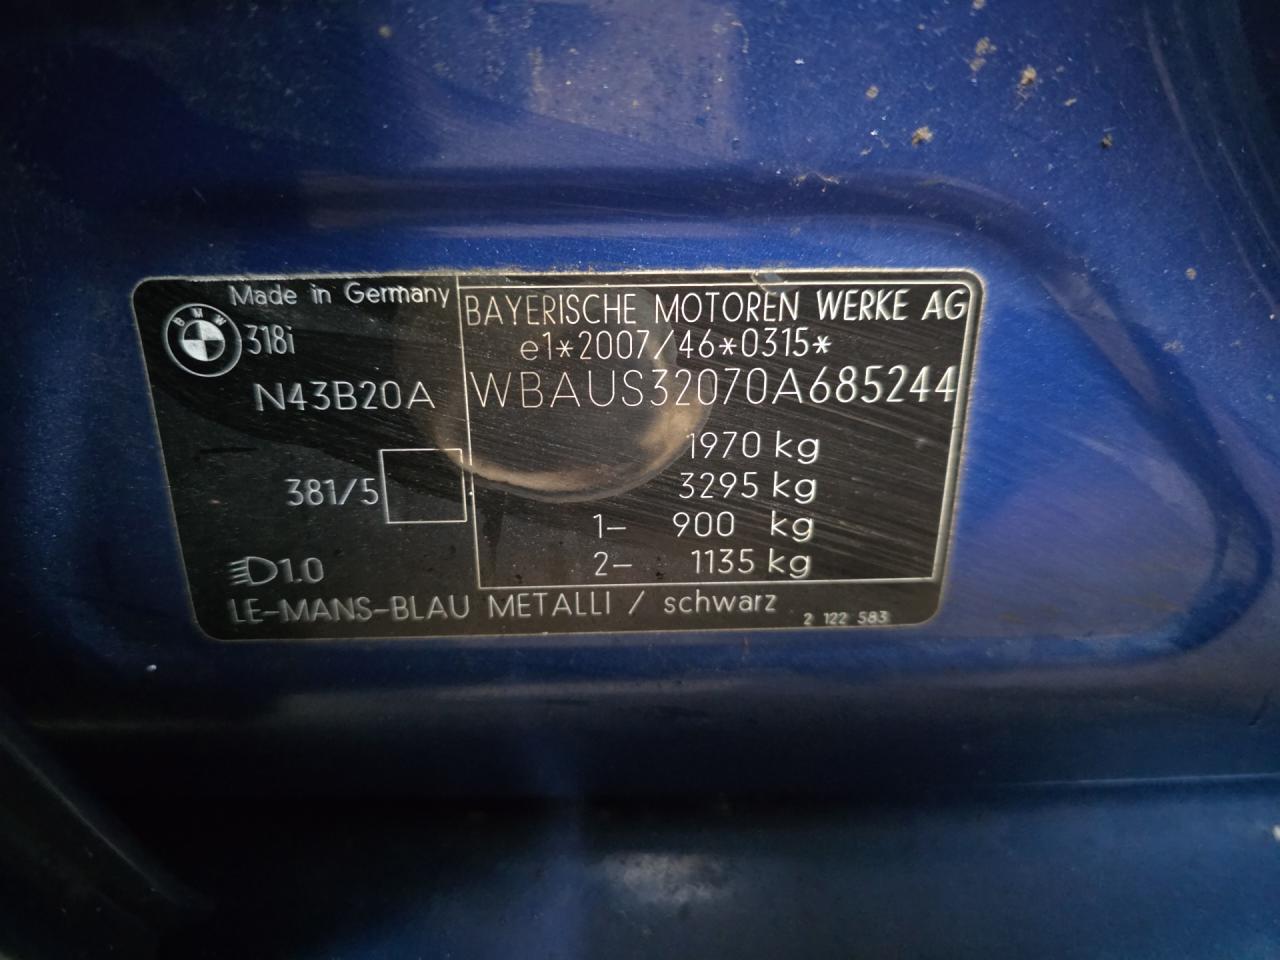 Made in Germany
BMW
318i
N43B20A
381/5
1.0
BAYERISCHE MOTOREN WERKE AG
e1*2007/46*0315*
WBAUS32070A685244
1970 kg
3295 kg
1- 900 kg
2- 1135 kg
LE-MANS-BLAU METALLI / schwarz
2 122 583